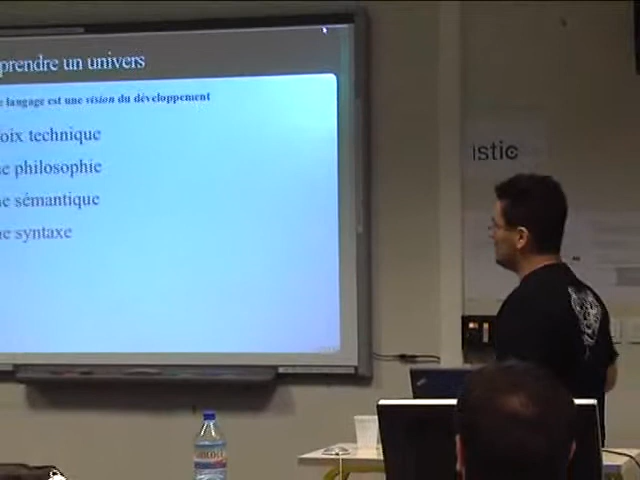 prendre un univers
langage est une vision du développement
oix technique
e philosophie
e sémantique
e syntaxe
istic